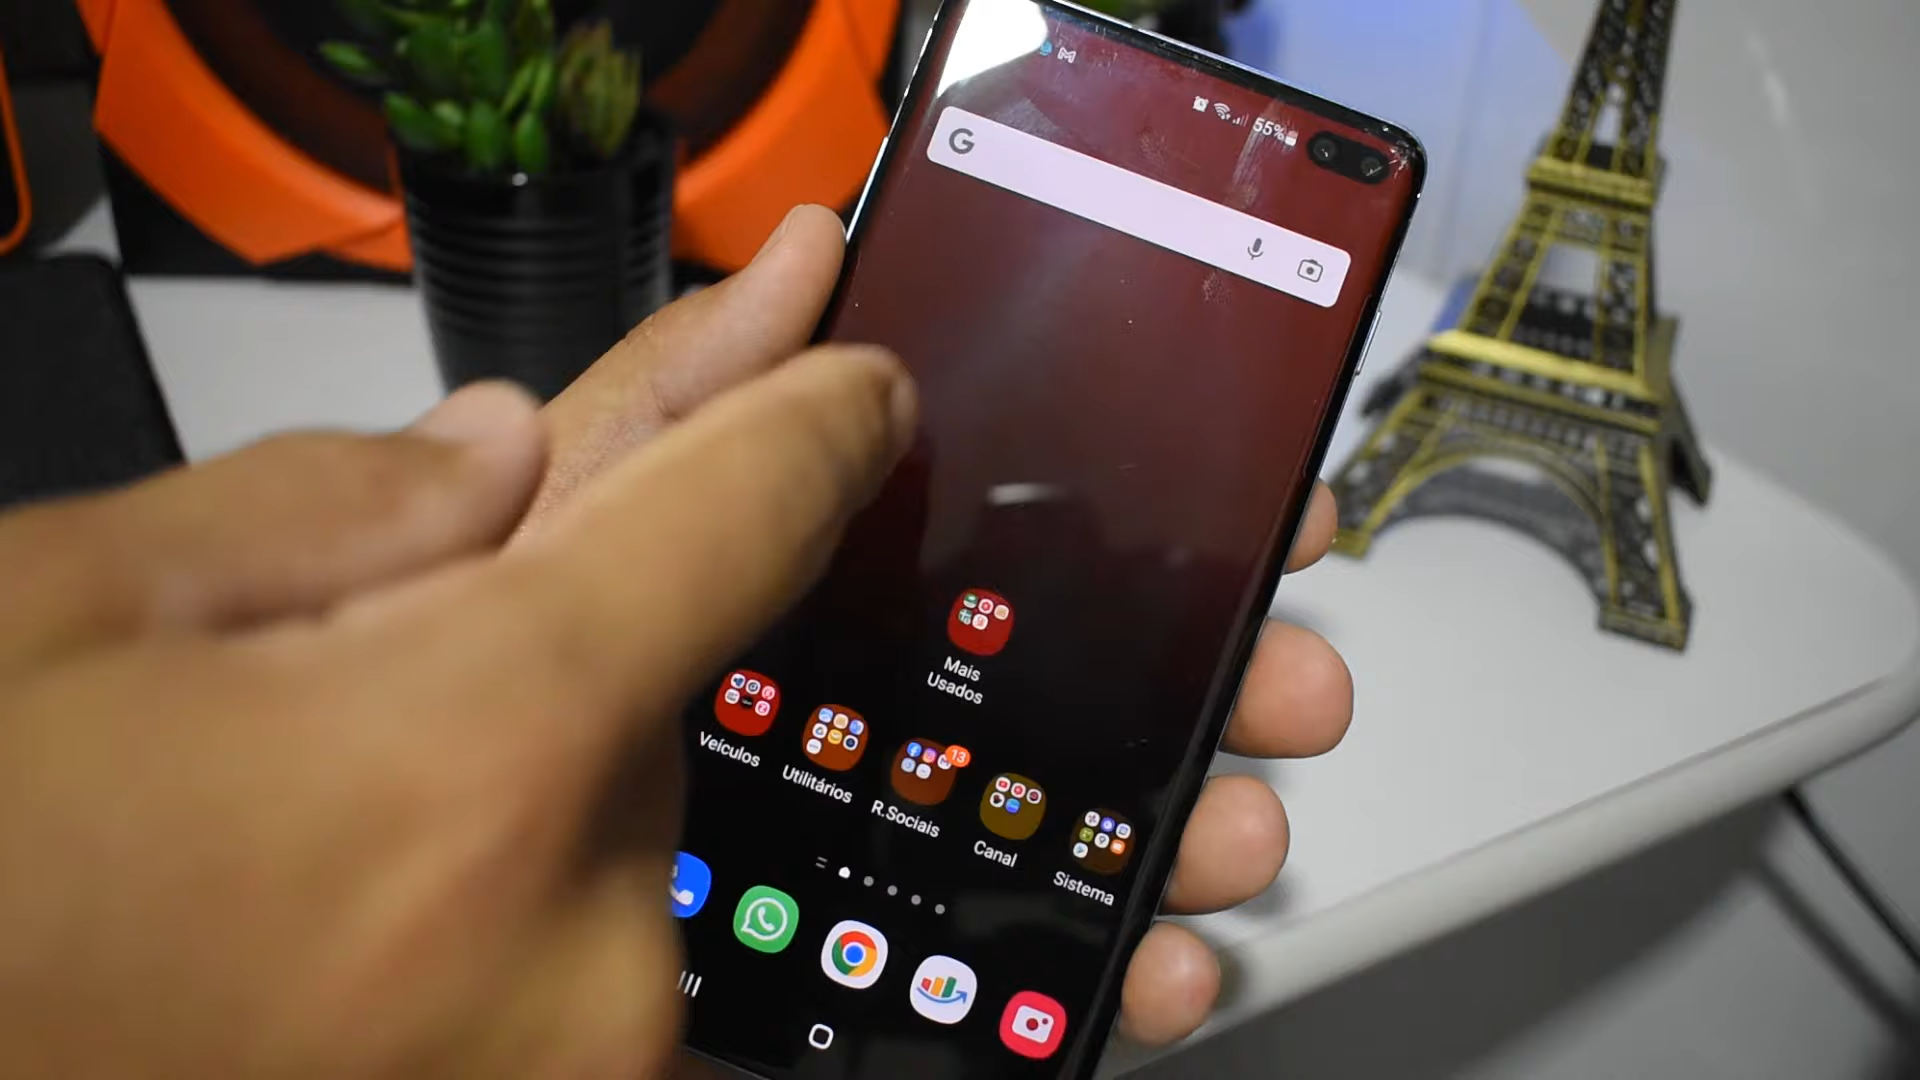 55%
G
Mais
Usados
Veículos
Utilitários
13
R.Sociais
Canal
Sistema